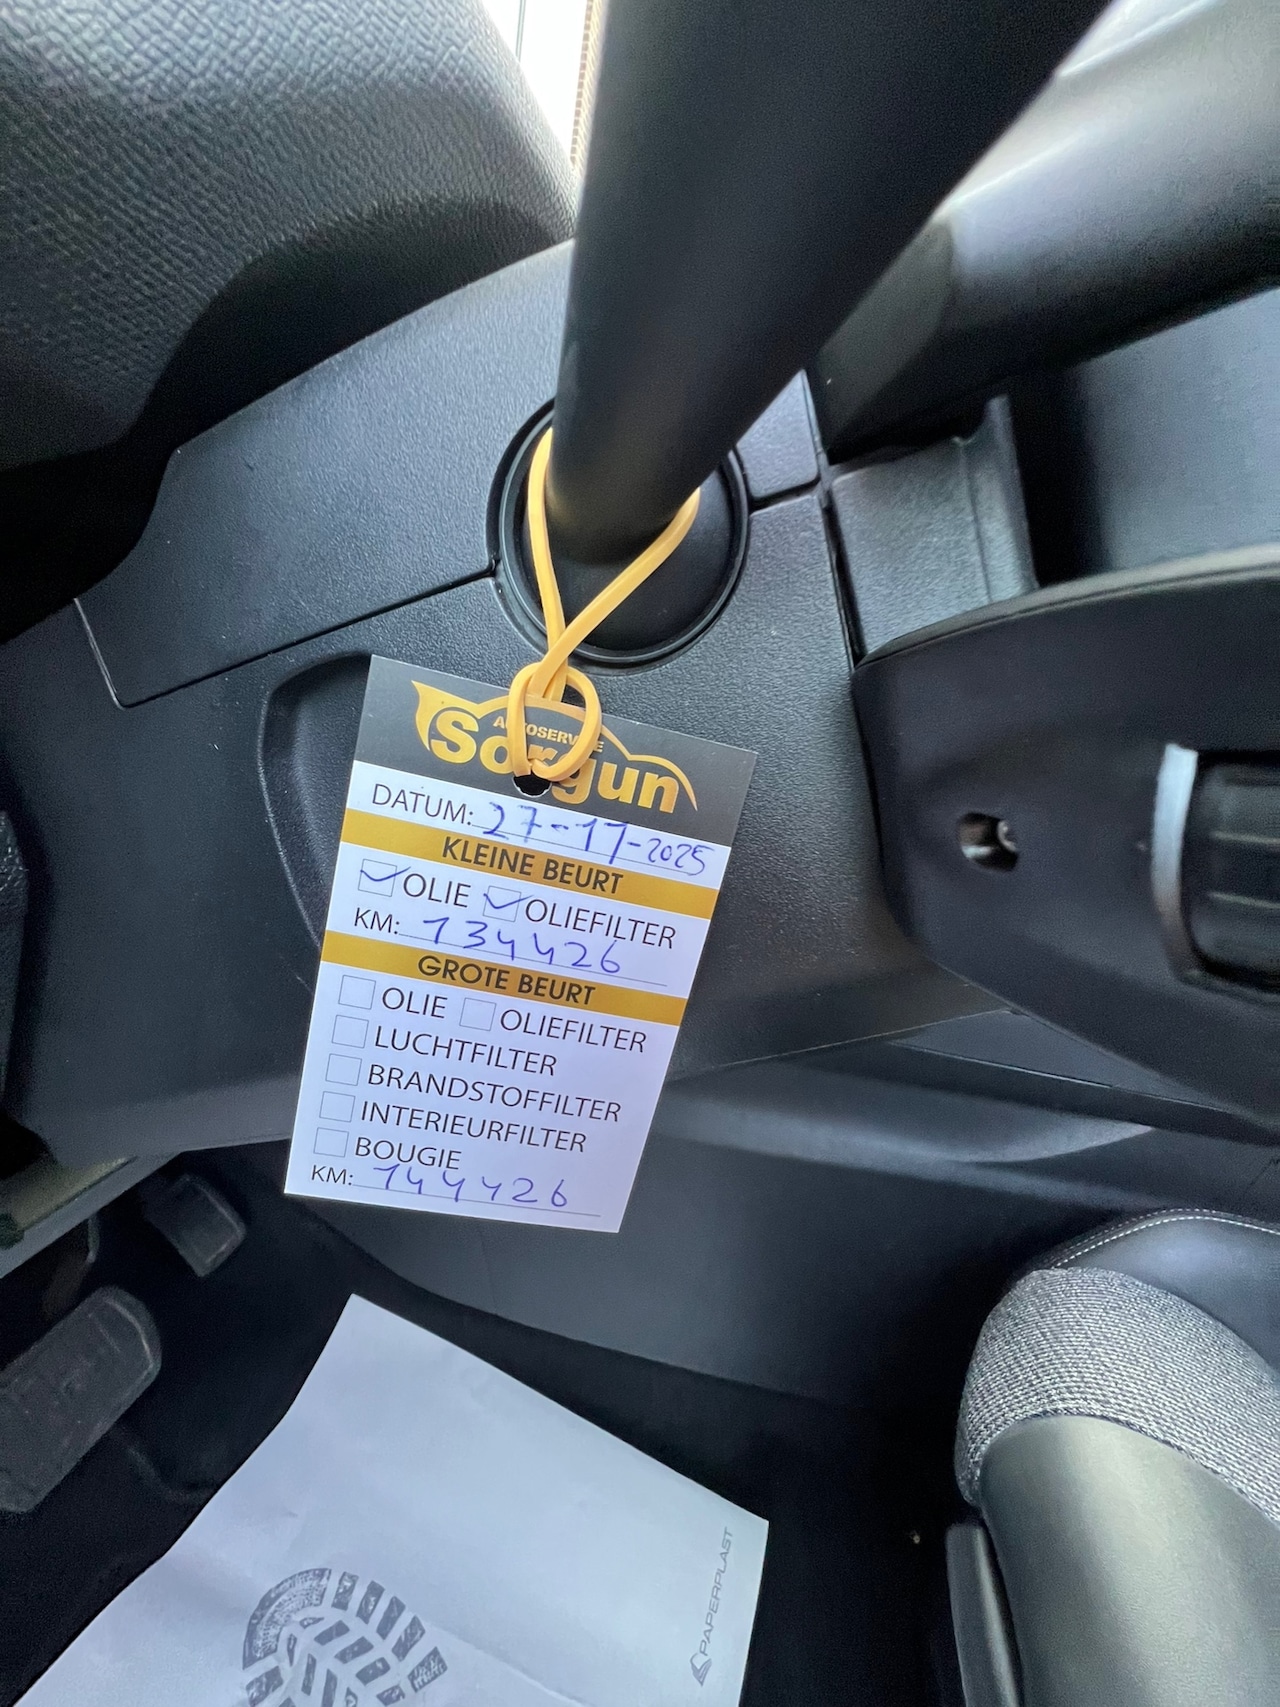 AUTOSERVICE
Sorgun
DATUM: 27-11-2025
KLEINE BEURT
OLIE OLIEFILTER
KM: 134426
GROTE BEURT
OLIE OLIEFILTER
LUCHTFILTER
BRANDSTOFFILTER
INTERIEURFILTER
BOUGIE
KM: 144426
PAPERPLAST